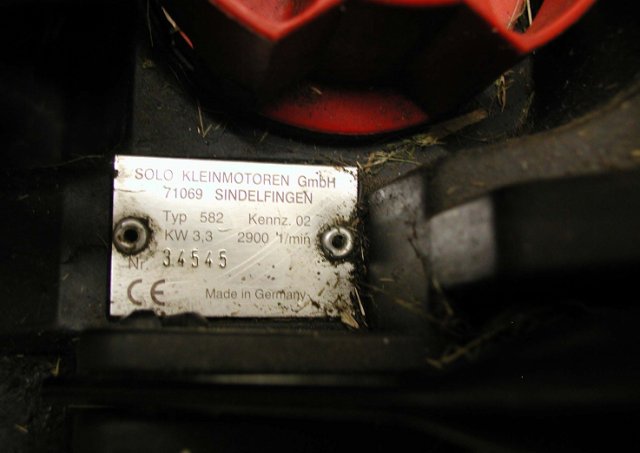 SOLO KLEINMOTOREN GmbH
71069 SINDELFINGEN
Typ 582 Kennz. 02
KW 3,3 2900 1/min
Nr. 34545
CE Made in Germany